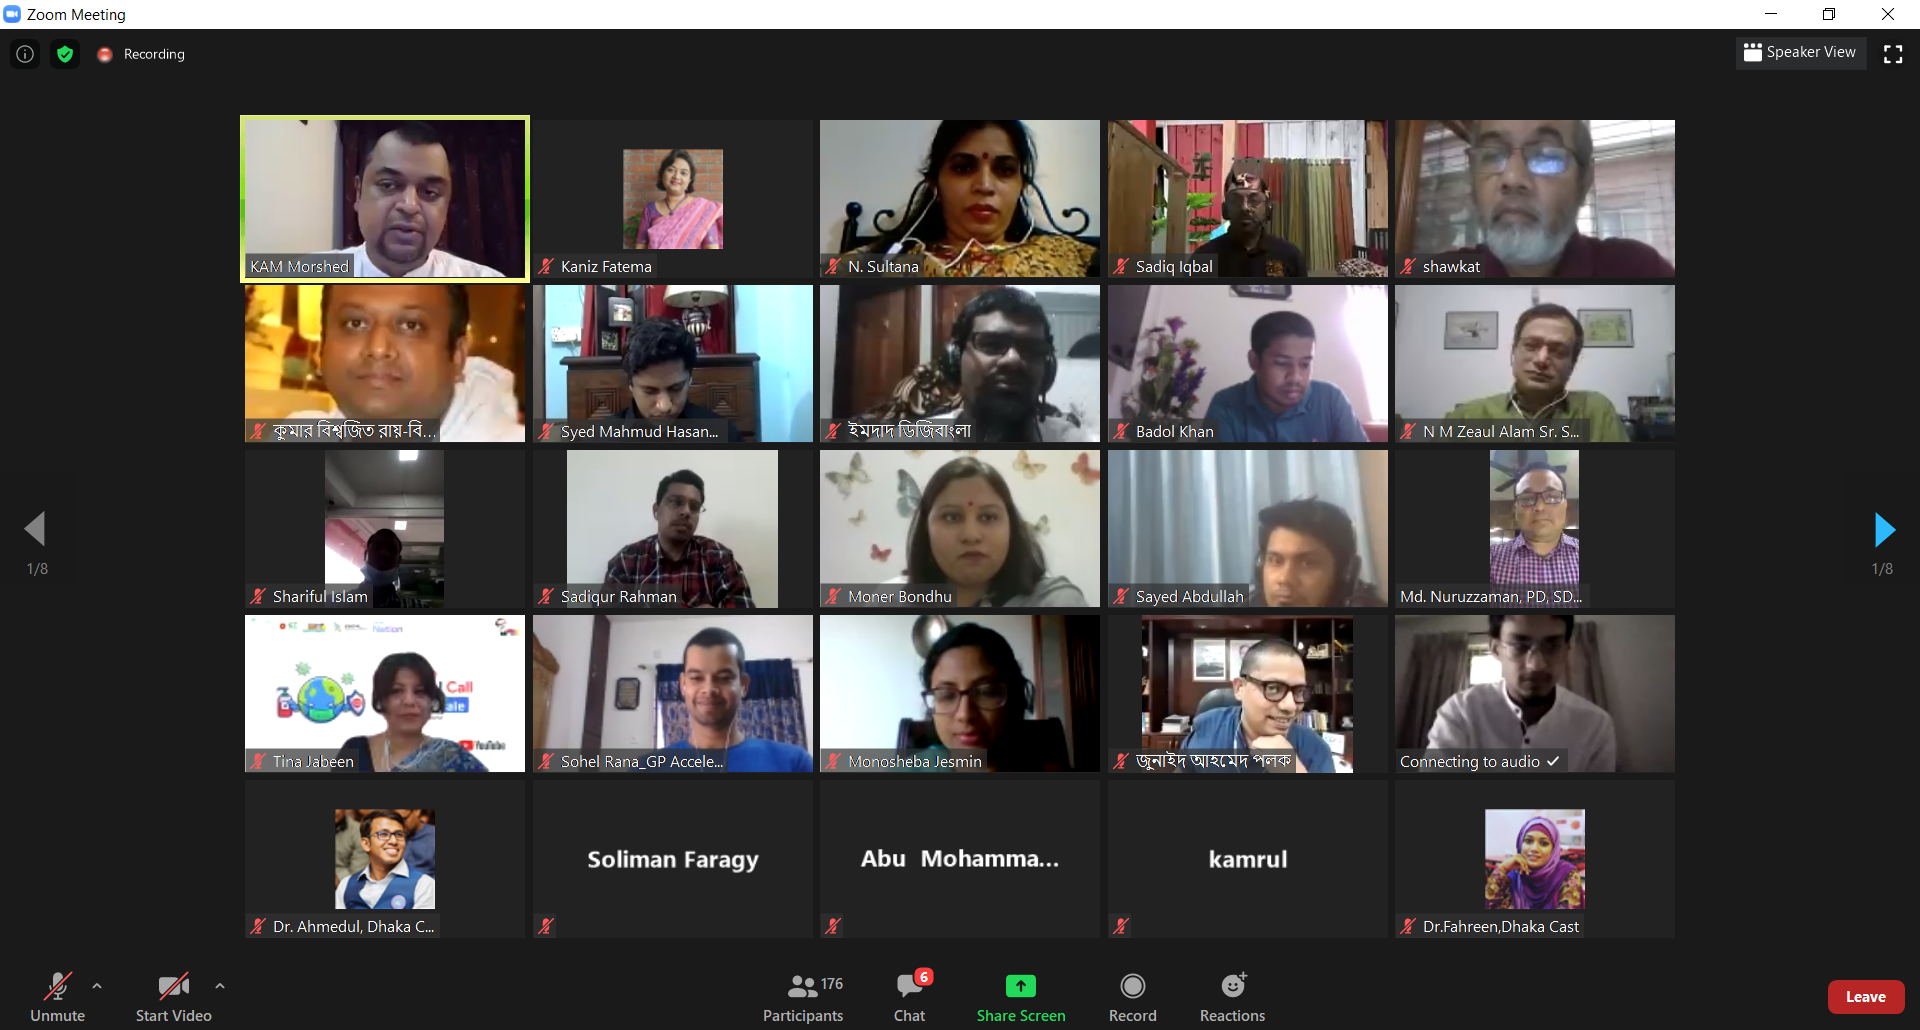 Zoom Meeting
Recording
Speaker View
KAM Morshed
Kaniz Fatema
N. Sultana
Sadiq Iqbal
shawkat
কুমার বিশ্বজিত রায়-বি...
Syed Mahmud Hasan...
ইমদাদ ডিজিবাংলা
Badol Khan
N M Zeaul Alam Sr. S...
1/8
1/8
Shariful Islam
Sadiqur Rahman
Moner Bondhu
Sayed Abdullah
Md. Nuruzzaman, PD, SD...
Nation
Call
ale
YouTube
Tina Jabeen
Sohel Rana_GP Accele...
Monosheba Jesmin
জুনাইদ আহমেদ পলক
Connecting to audio
Dr. Ahmedul, Dhaka C...
Soliman Faragy
Abu Mohamma...
kamrul
Dr.Fahreen,Dhaka Cast
Unmute
Start Video
176
Participants
6
Chat
Share Screen
Record
Reactions
Leave